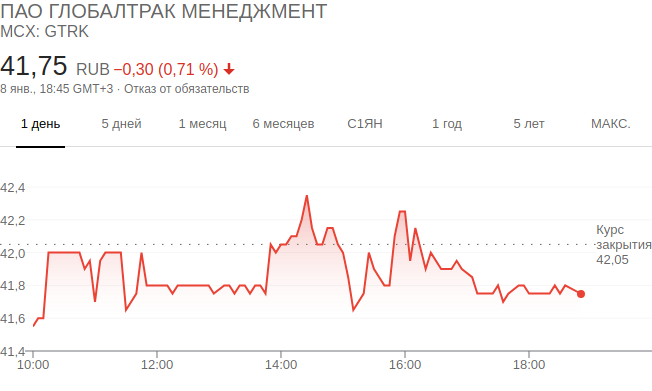 ПАО ГЛОБАЛТРАК МЕНЕДЖМЕНТ
MCX: GTRK
41,75 RUB −0,30 (0,71 %) ↓
8 янв., 18:45 GMT+3 · Отказ от обязательств
1 день 5 дней 1 месяц 6 месяцев С1ЯН 1 год 5 лет МАКС.
42,4
42,2
42,0
41,8
41,6
41,4
Курс
закрытия
42,05
10:00 12:00 14:00 16:00 18:00